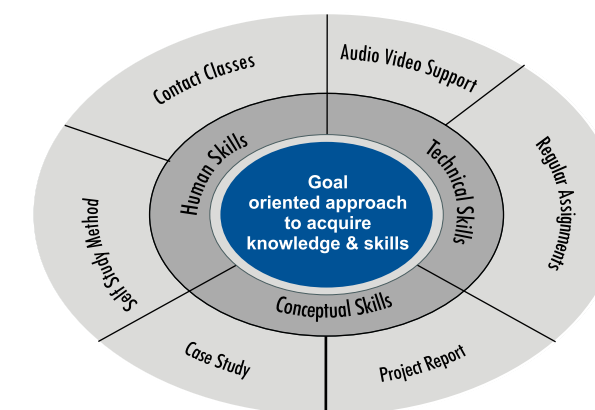 Contact Classes
Audio Video Support
Regular Assignments
Project Report
Case Study
Self Study Method
Human Skills
Technical Skills
Conceptual Skills
Goal
oriented approach
to acquire
knowledge & skills